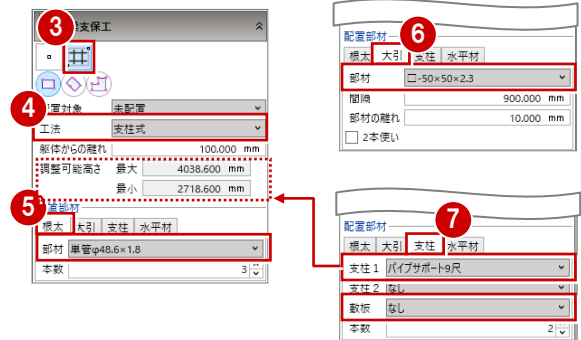 3
支保工
4
配置対象 未配置
工法 支柱式
躯体からの離れ 100.000 mm
調整可能高さ 最大 4038.600 mm
最小 2718.600 mm
5
部材
根太 大引 支柱 水平材
部材 単管φ48.6×1.8
本数 3
6
配置部材
根太 大引 支柱 水平材
部材 □-50×50×2.3
間隔 900.000 mm
部材の離れ 10.000 mm
2本使い
7
配置部材
根太 大引 支柱 水平材
支柱 1 パイプサポート9尺
支柱 2 なし
敷板 なし
本数 2